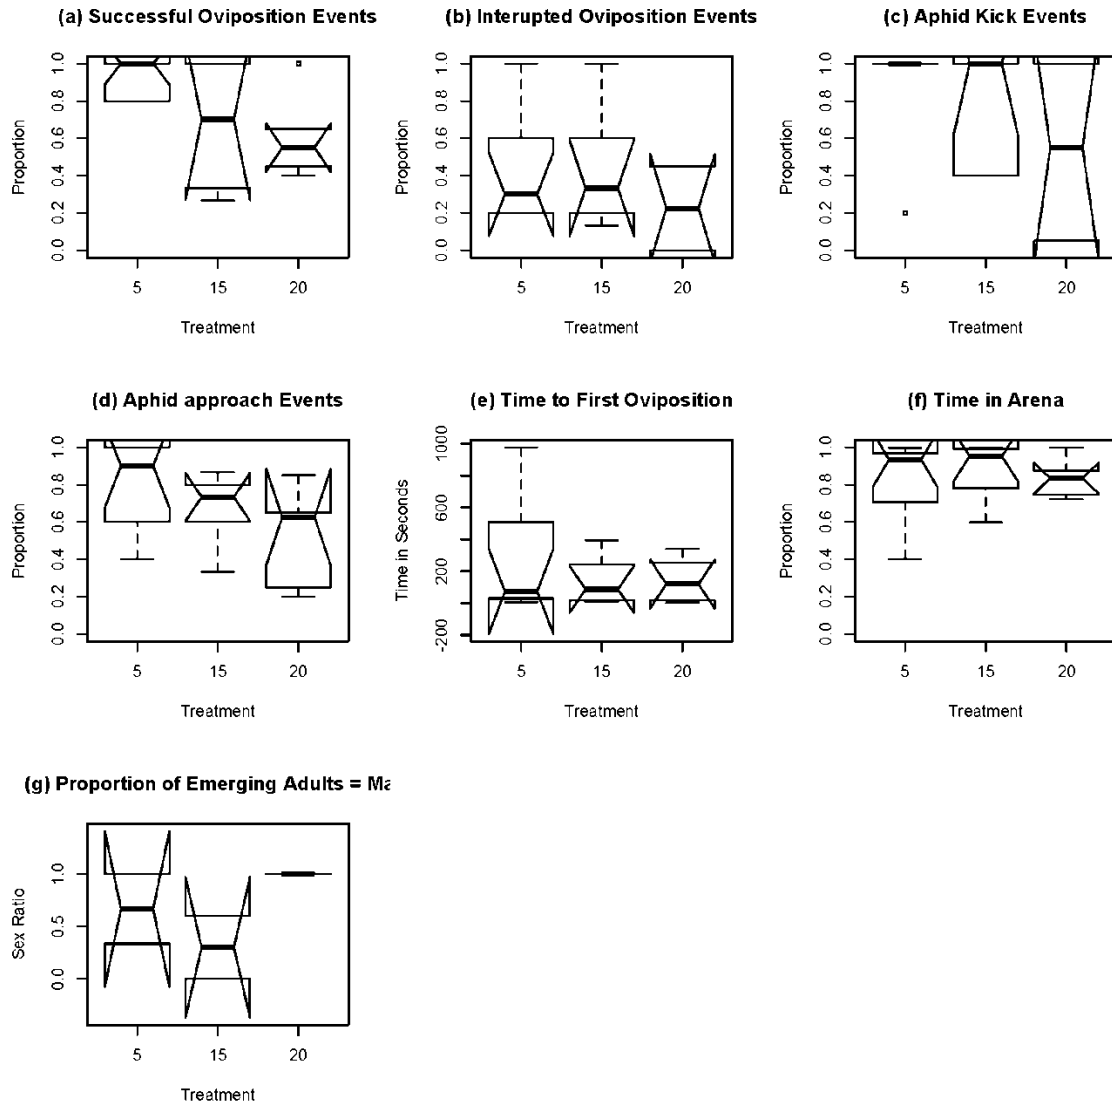 (a) Successful Oviposition Events
(b) Interupted Oviposition Events
(c) Aphid Kick Events
Proportion
0.0 0.2 0.4 0.6 0.8 1.0
5 15 20
Treatment
Proportion
0.0 0.2 0.4 0.6 0.8 1.0
5 15 20
Treatment
Proportion
0.0 0.2 0.4 0.6 0.8 1.0
5 15 20
Treatment
(d) Aphid approach Events
(e) Time to First Oviposition
(f) Time in Arena
Proportion
0.0 0.2 0.4 0.6 0.8 1.0
5 15 20
Treatment
Time in Seconds
-200 200 600 1000
5 15 20
Treatment
Proportion
0.0 0.2 0.4 0.6 0.8 1.0
5 15 20
Treatment
(g) Proportion of Emerging Adults = Ma
Sex Ratio
0.0 0.5 1.0
5 15 20
Treatment